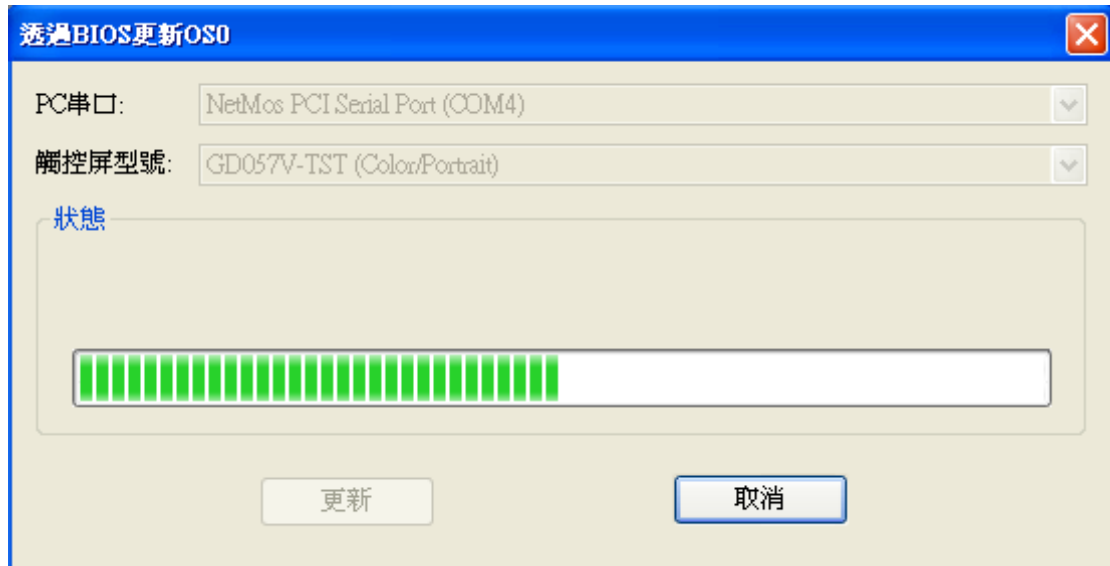 透過BIOS更新OS0
PC串口: NetMos PCI Serial Port (COM4)
觸控屏型號: GD057V-TST (Color/Portrait)
狀態
更新 取消